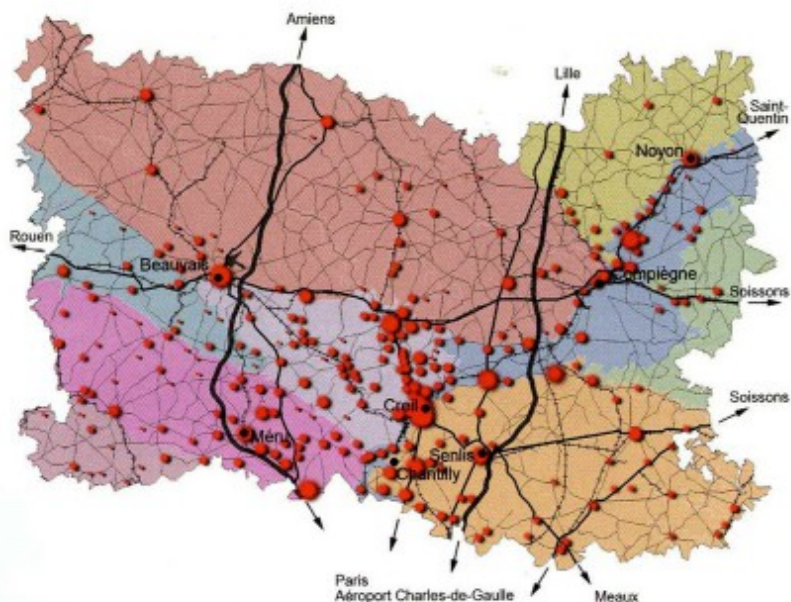 Amiens
Lille
Saint-
Quentin
Noyon
Rouen
Beauvais
Compiègne
Soissons
Creil
Soissons
Méru
Senlis
Chantilly
Paris
Aéroport Charles-de-Gaulle
Meaux